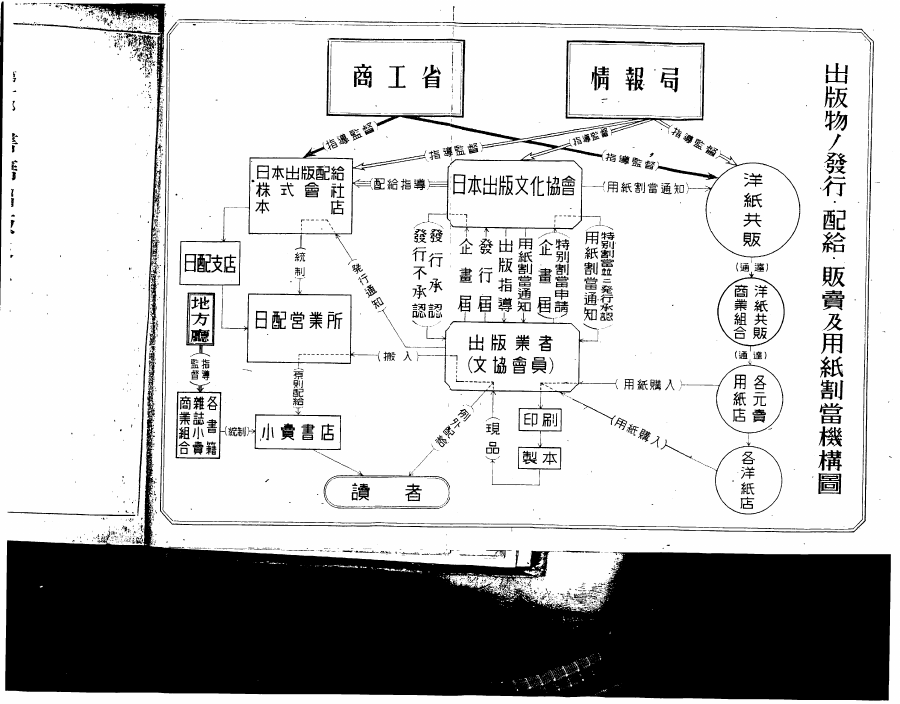 出版物ノ發行・配給・販賣及用紙割當機構圖
商工省
情報局
(指導監督)
(指導監督)
(指導監督)
(指導監督)
(指導監督)
日本出版配給
株式會社
本店
(配給指導)
日本出版文化協會
(用紙割當通知)
洋紙共販
(通達)
洋紙共販
商業組合
(通達)
各元賣
用紙店
各洋紙店
日配支店
(統制)
(發行通知)
發行承認
發行不承認
(企畫屆)
(發行屆)
(出版指導)
(用紙割當通知)
(企畫屆)
(特別割當申請)
特別割當並ニ發行承認
用紙割當通知
地方廳
指導
監督
日配営業所
出版業者
(文協會員)
(搬入)
(用紙購入)
(用紙購入)
(原則配給)
(例外配給)
各書籍
雜誌小賣
商業組合
(統制)
小賣書店
(現品)
印刷
製本
讀者